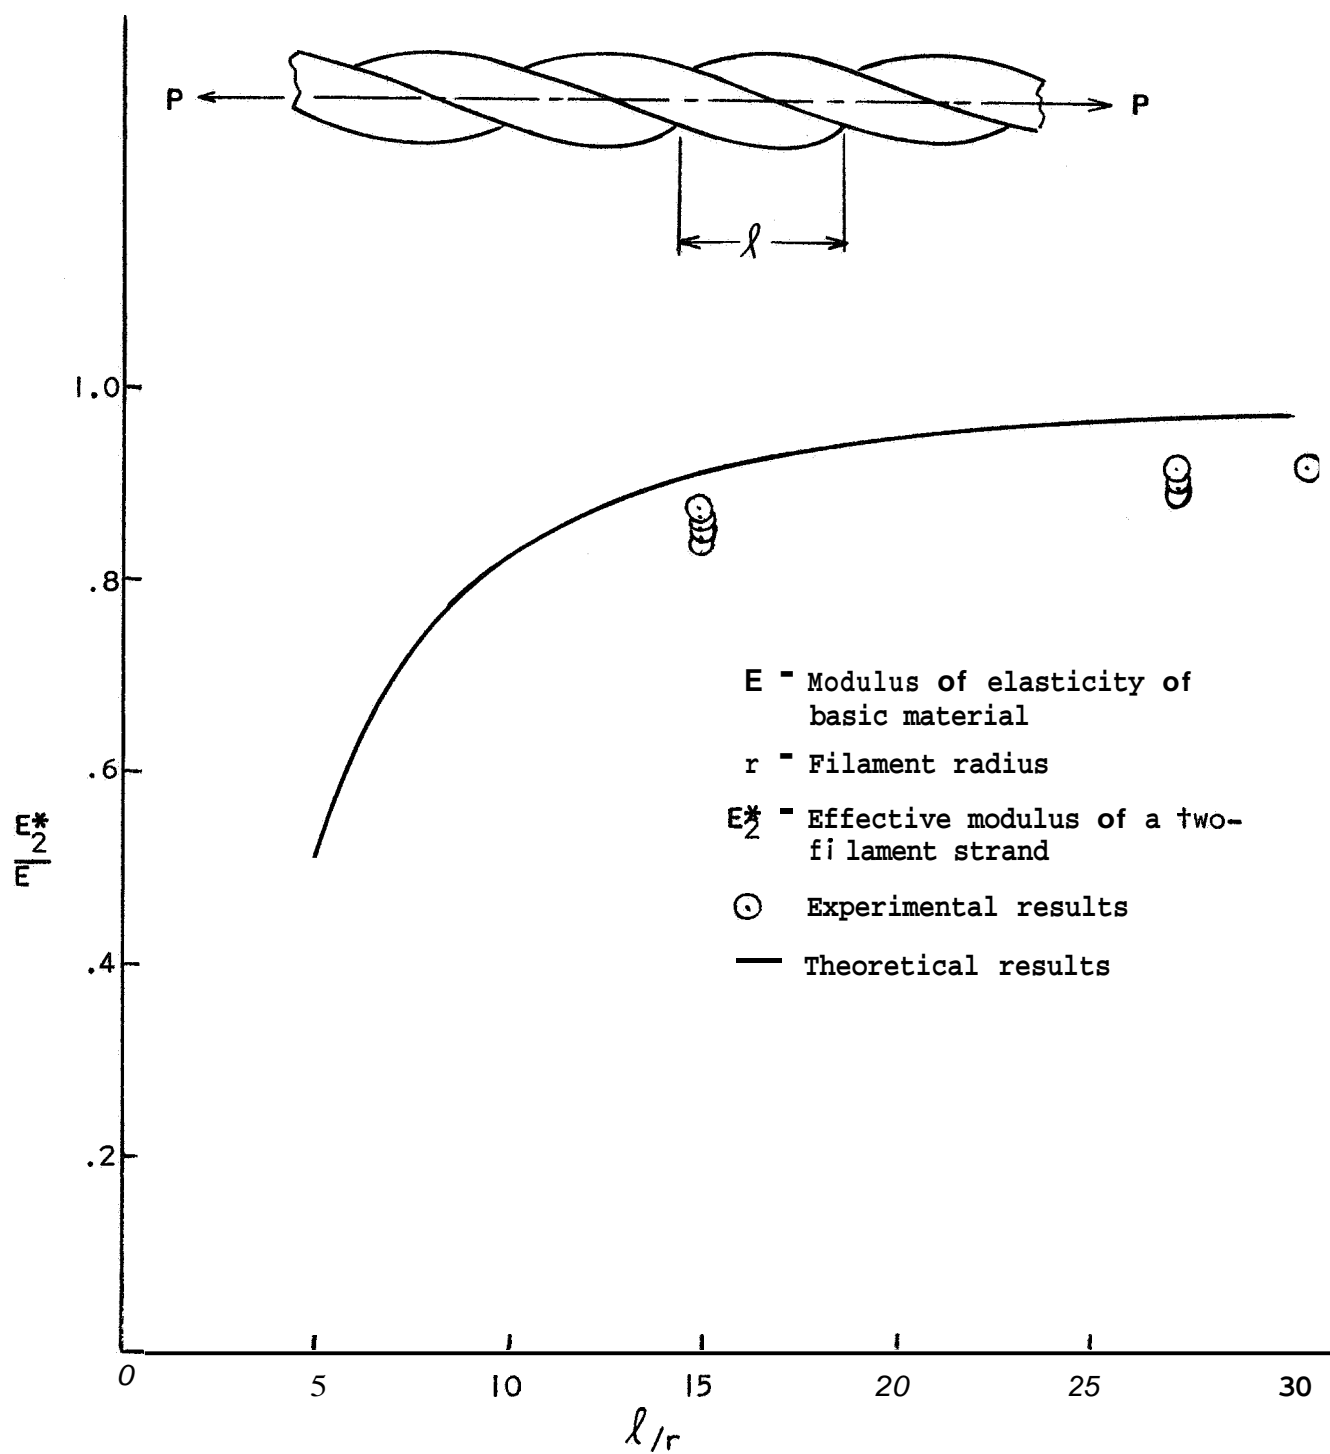 P
P
ℓ
1.0
.8
.6
.4
.2
E*2
E
E - Modulus of elasticity of
basic material
r - Filament radius
E*2 - Effective modulus of a two-
filament strand
Experimental results
Theoretical results
0 5 10 15 20 25 30
ℓ/r